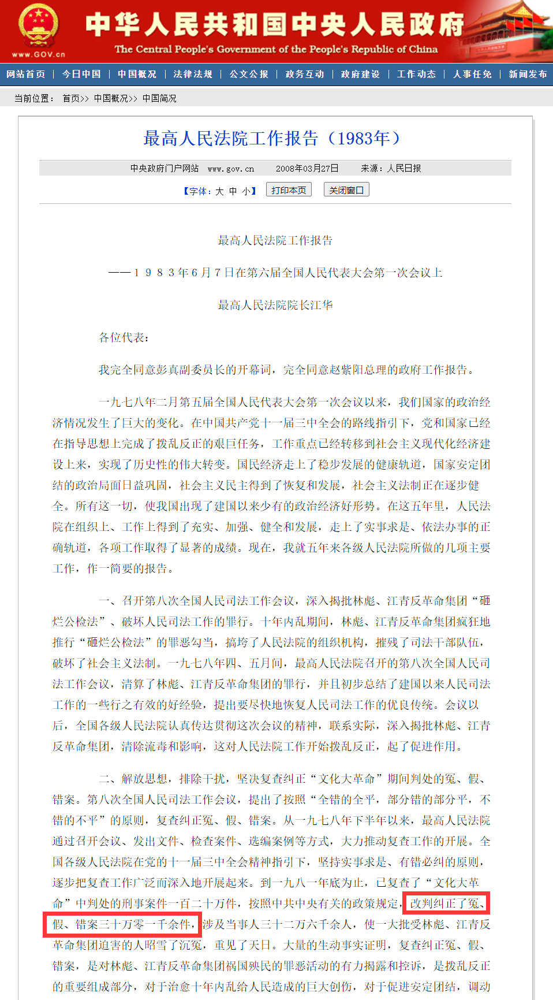 中华人民共和国中央人民政府
www.GOV.cn
The Central People's Government of the People's Republic of China
网站首页 | 今日中国 | 中国概况 | 法律法规 | 公文公报 | 政务互动 | 政府建设 | 工作动态 | 人事任免 | 新闻发布
当前位置： 首页>> 中国概况>> 中国简况
最高人民法院工作报告（1983年）
中央政府门户网站 www.gov.cn 2008年03月27日 来源：人民日报
【字体：大 中 小】 打印本页 关闭窗口
最高人民法院工作报告
——１９８３年６月７日在第六届全国人民代表大会第一次会议上
最高人民法院院长江华
各位代表：
我完全同意彭真副委员长的开幕词，完全同意赵紫阳总理的政府工作报告。
一九七八年二月第五届全国人民代表大会第一次会议以来，我们国家的政治经
济情况发生了巨大的变化。在中国共产党十一届三中全会的路线指引下，党和国家已经
在指导思想上完成了拨乱反正的艰巨任务，工作重点已经转移到社会主义现代化经济建
设上来，实现了历史性的伟大转变。国民经济走上了稳步发展的健康轨道，国家安定团
结的政治局面日益巩固，社会主义民主得到了恢复和发展，社会主义法制正在逐步健
全。所有这一切，使我国出现了建国以来少有的政治经济好形势。在这五年里，人民法
院在组织上、工作上得到了充实、加强、健全和发展，走上了实事求是、依法办事的正
确轨道，各项工作取得了显著的成绩。现在，我就五年来各级人民法院所做的几项主要
工作，作一简要的报告。
一、召开第八次全国人民司法工作会议，深入揭批林彪、江青反革命集团“砸
烂公检法”、破坏人民司法工作的罪行。十年内乱期间，林彪、江青反革命集团疯狂地
推行“砸烂公检法”的罪恶勾当，搞垮了人民法院的组织机构，摧残了司法干部队伍，
破坏了社会主义法制。一九七八年四、五月间，最高人民法院召开的第八次全国人民司
法工作会议，清算了林彪、江青反革命集团的罪行，并且初步总结了建国以来人民司法
工作的一些行之有效的好经验，提出要尽快地恢复人民司法工作的优良传统。会议以
后，全国各级人民法院认真传达贯彻这次会议的精神，联系实际，深入揭批林彪、江青
反革命集团，清除流毒和影响，这对人民法院工作开始拨乱反正，起了促进作用。
二、解放思想，排除干扰，坚决复查纠正“文化大革命”期间判处的冤、假、
错案。第八次全国人民司法工作会议，提出了按照“全错的全平，部分错的部分平，不
错的不平”的原则，复查纠正冤、假、错案。从一九七八年下半年以来，最高人民法院
通过召开会议、发出文件、检查案件、选编案例等方式，大力推动复查工作的开展。全
国各级人民法院在党的十一届三中全会精神指引下，坚持实事求是、有错必纠的原则，
逐步把复查工作广泛而深入地开展起来。到一九八一年底为止，已复查了“文化大革
命”中判处的刑事案件一百二十万件，按照中共中央有关的政策规定，改判纠正了冤、
假、错案三十万零一千余件，涉及当事人三十二万六千余人，使一大批受林彪、江青反
革命集团迫害的人昭雪了沉冤，重见了天日。大量的生动事实证明，复查纠正冤、假、
错案，是对林彪、江青反革命集团祸国殃民的罪恶活动的有力揭露和控诉，是拨乱反正
的重要组成部分，对于治愈十年内乱给人民造成的巨大创伤，对于促进安定团结，调动